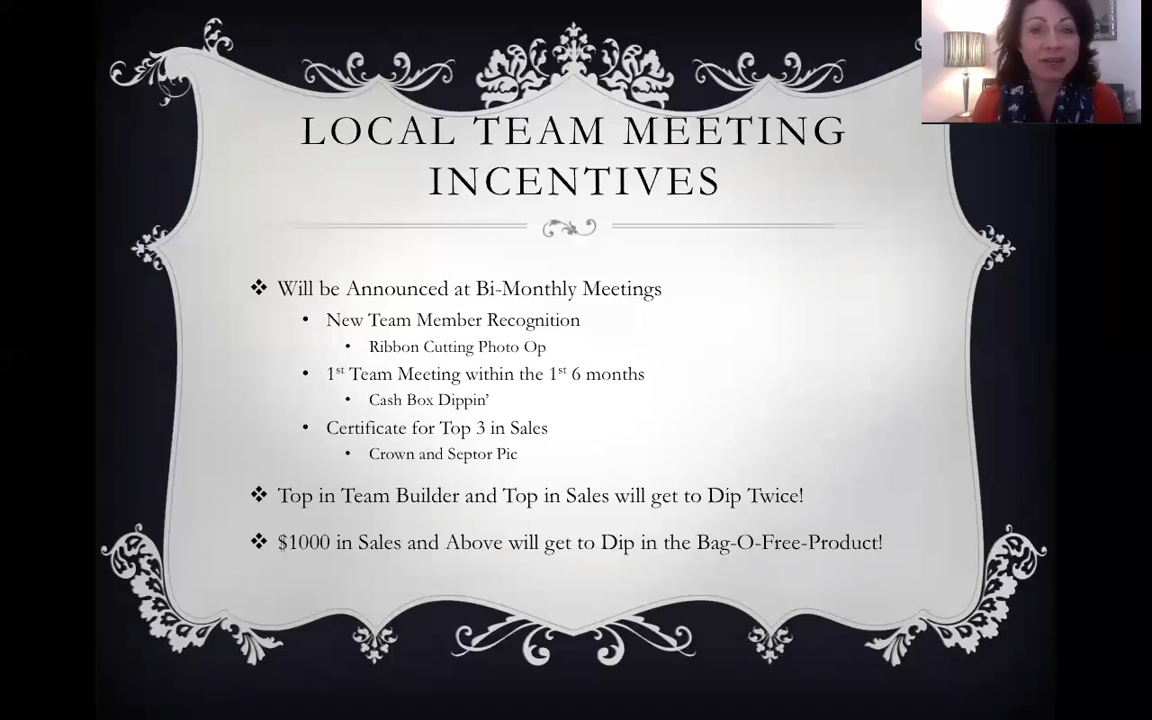 LOCAL TEAM MEETING
INCENTIVES
❖ Will be Announced at Bi-Monthly Meetings
• New Team Member Recognition
• Ribbon Cutting Photo Op
• 1st Team Meeting within the 1st 6 months
• Cash Box Dippin’
• Certificate for Top 3 in Sales
• Crown and Septor Pic
❖ Top in Team Builder and Top in Sales will get to Dip Twice!
❖ $1000 in Sales and Above will get to Dip in the Bag-O-Free-Product!